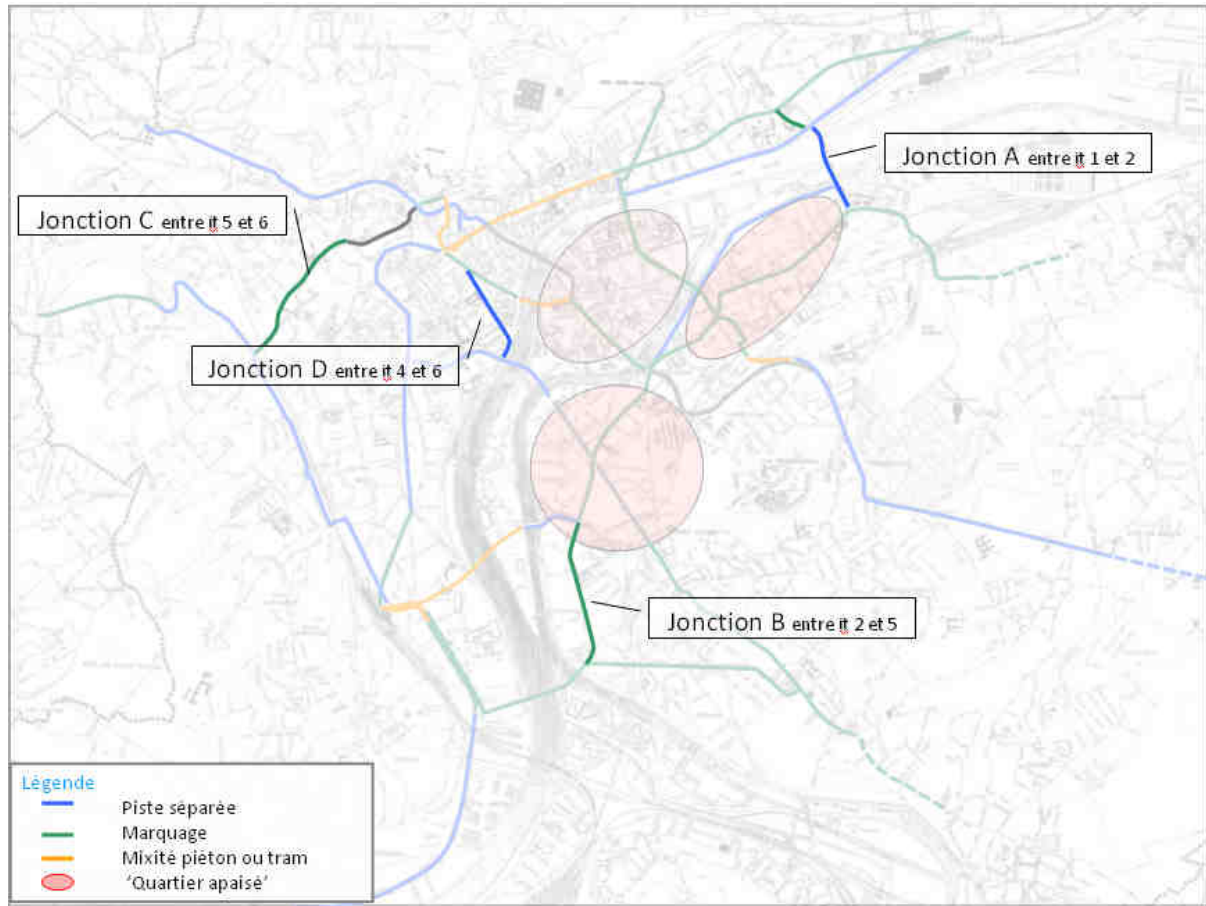 Jonction A entre it 1 et 2
Jonction C entre it 5 et 6
Jonction D entre it 4 et 6
Jonction B entre it 2 et 5
Légende
Piste séparée
Marquage
Mixité piéton ou tram
'Quartier apaisé'